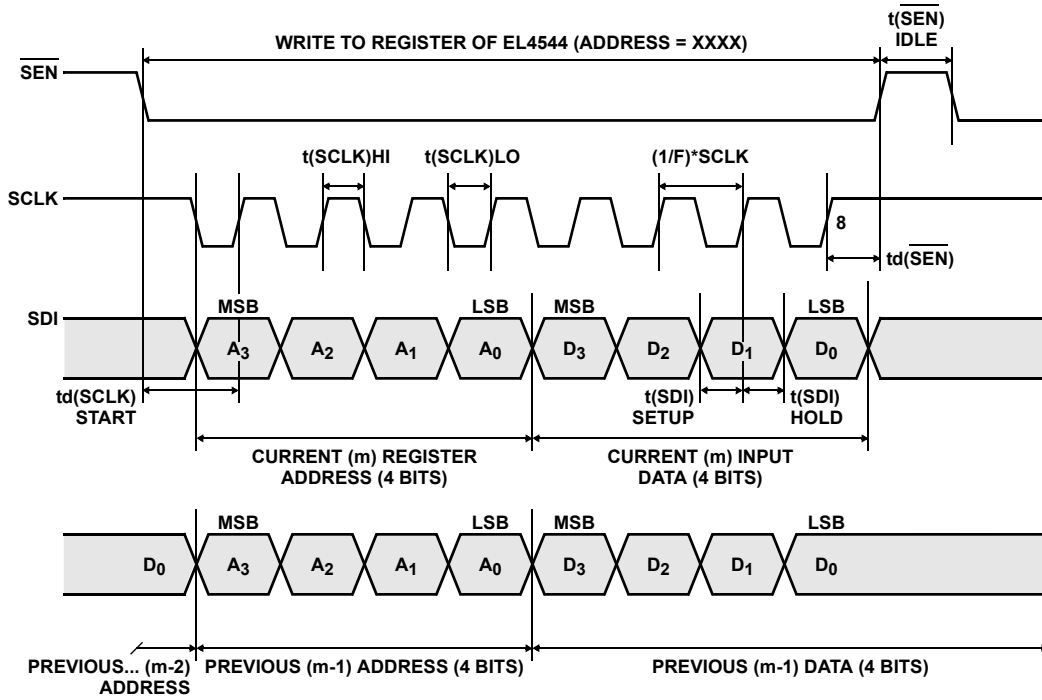 t(SEN)
IDLE
WRITE TO REGISTER OF EL4544 (ADDRESS = XXXX)
SEN
t(SCLK)HI
t(SCLK)LO
(1/F)*SCLK
SCLK
8
td(SEN)
MSB
LSB
MSB
LSB
SDI
A3
A2
A1
A0
D3
D2
D1
D0
td(SCLK)
START
t(SDI)
SETUP
t(SDI)
HOLD
CURRENT (m) REGISTER
ADDRESS (4 BITS)
CURRENT (m) INPUT
DATA (4 BITS)
MSB
LSB
MSB
LSB
D0
A3
A2
A1
A0
D3
D2
D1
D0
PREVIOUS... (m-2)
ADDRESS
PREVIOUS (m-1) ADDRESS (4 BITS)
PREVIOUS (m-1) DATA (4 BITS)